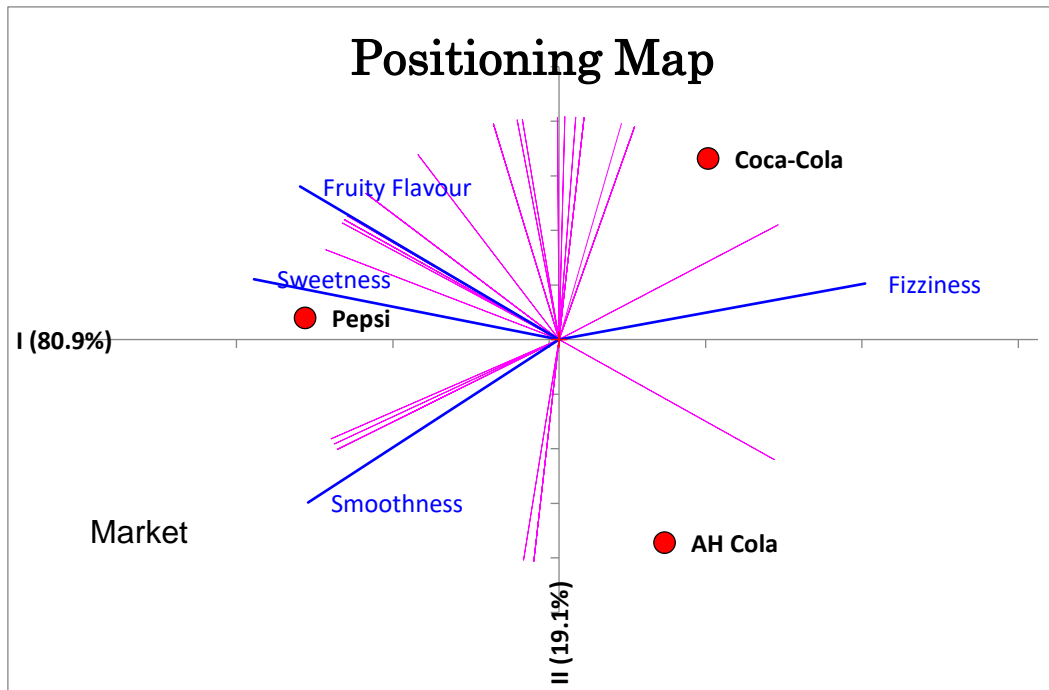 Positioning Map
Coca-Cola
Fruity Flavour
Sweetness
Fizziness
Pepsi
I (80.9%)
Smoothness
Market
AH Cola
II (19.1%)